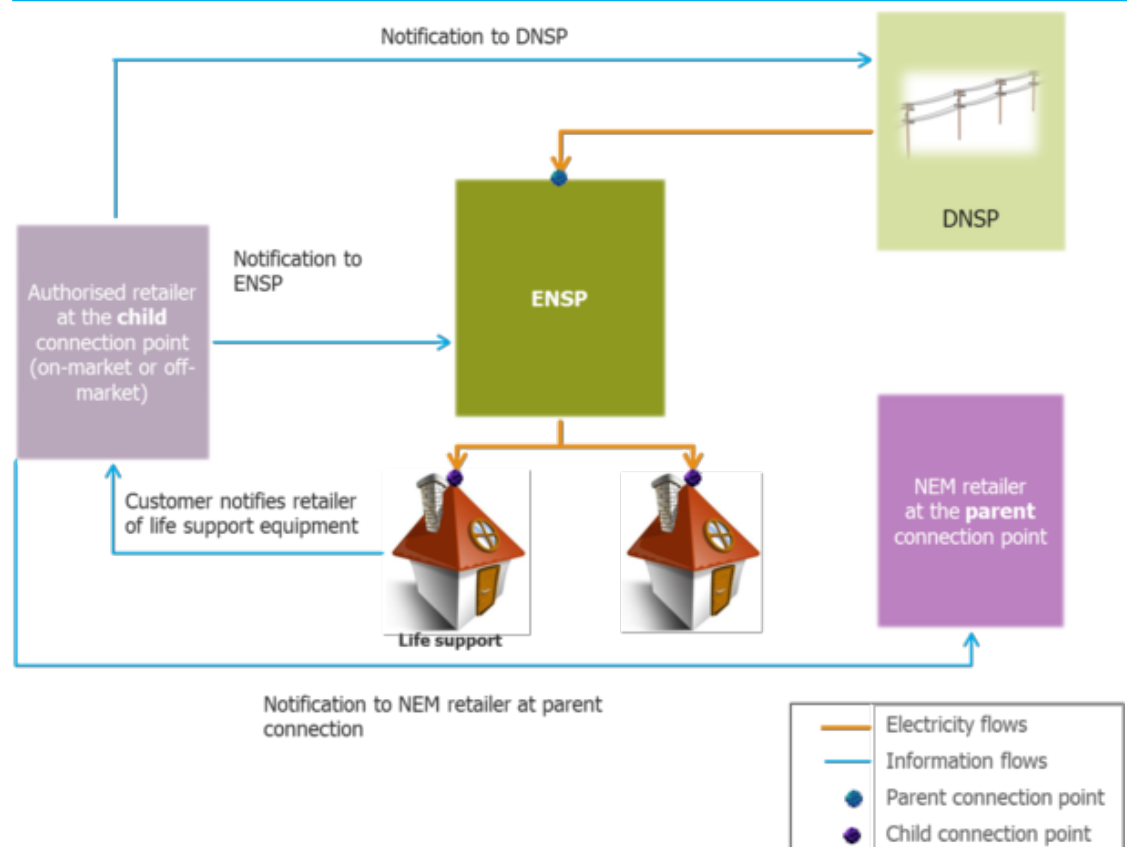 Notification to DNSP
DNSP
Notification to
ENSP
ENSP
Authorised retailer
at the child
connection point
(on-market or off-
market)
NEM retailer
at the parent
connection point
Customer notifies retailer
of life support equipment
Life support
Notification to NEM retailer at parent
connection
Electricity flows
Information flows
Parent connection point
Child connection point